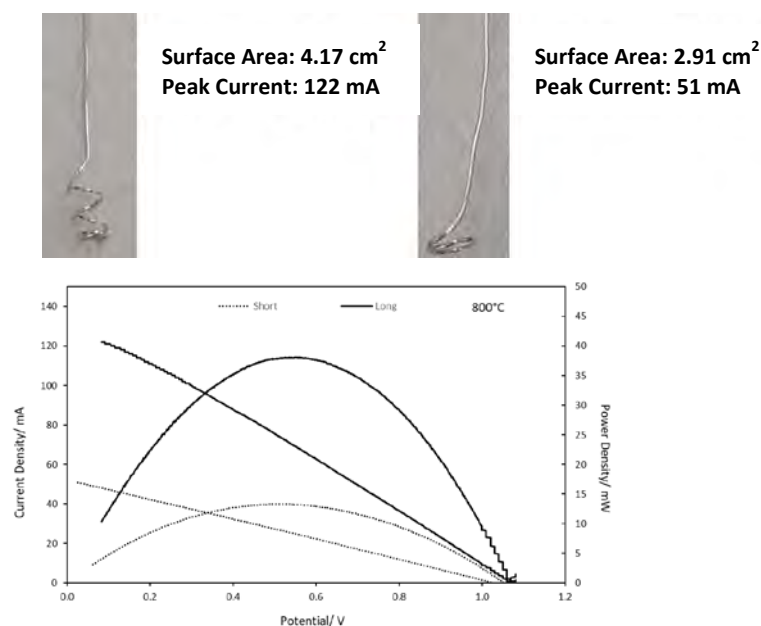 Surface Area: 4.17 cm²
Peak Current: 122 mA
Surface Area: 2.91 cm²
Peak Current: 51 mA
Short
Long
800°C
Current Density/ mA
140
120
100
80
60
40
20
0
50
45
40
35
30
25
20
15
10
5
0
Power Density/ mW
0.0 0.2 0.4 0.6 0.8 1.0 1.2
Potential/ V